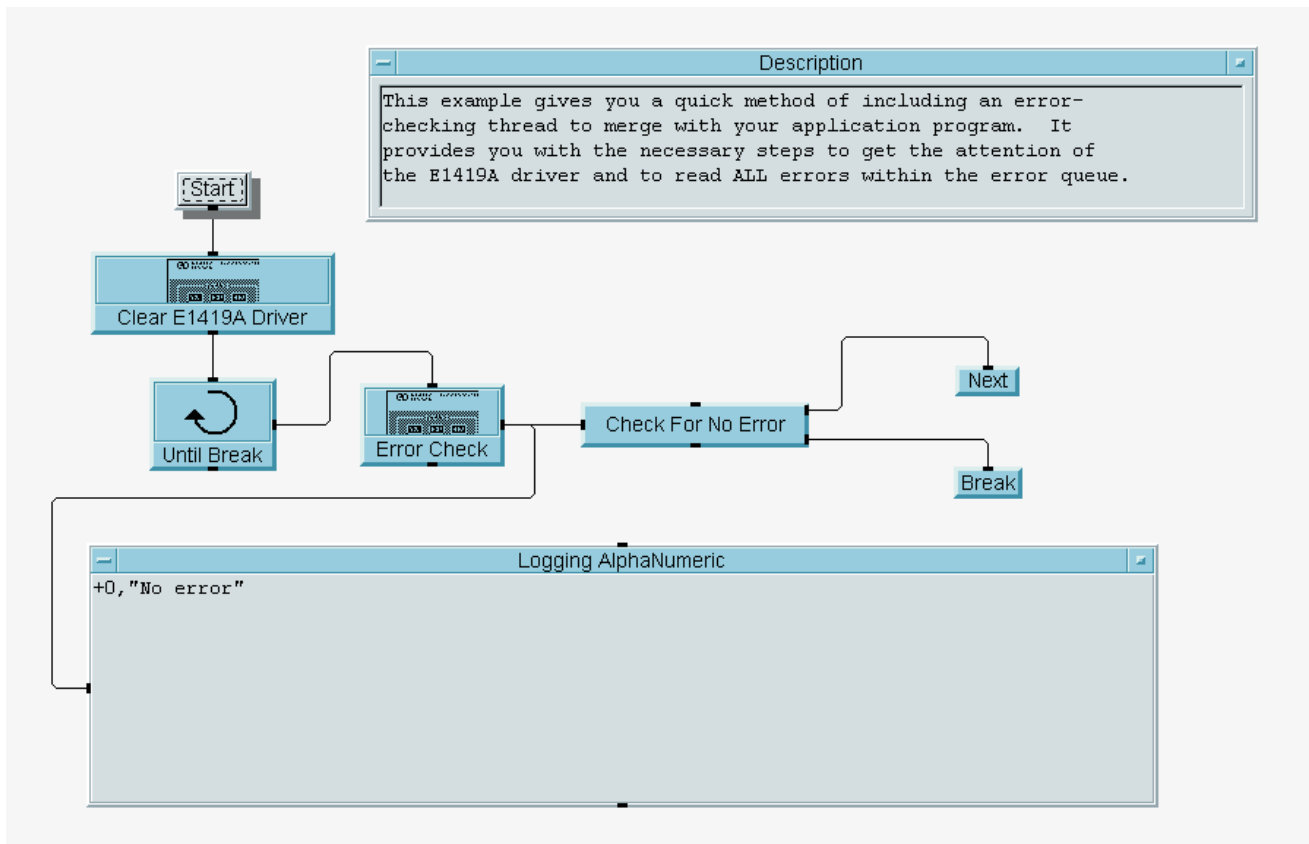 Description
This example gives you a quick method of including an error-
checking thread to merge with your application program.  It
provides you with the necessary steps to get the attention of
the E1419A driver and to read ALL errors within the error queue.
Start
Clear E1419A Driver
Until Break
Error Check
Check For No Error
Next
Break
Logging AlphaNumeric
+0,"No error"